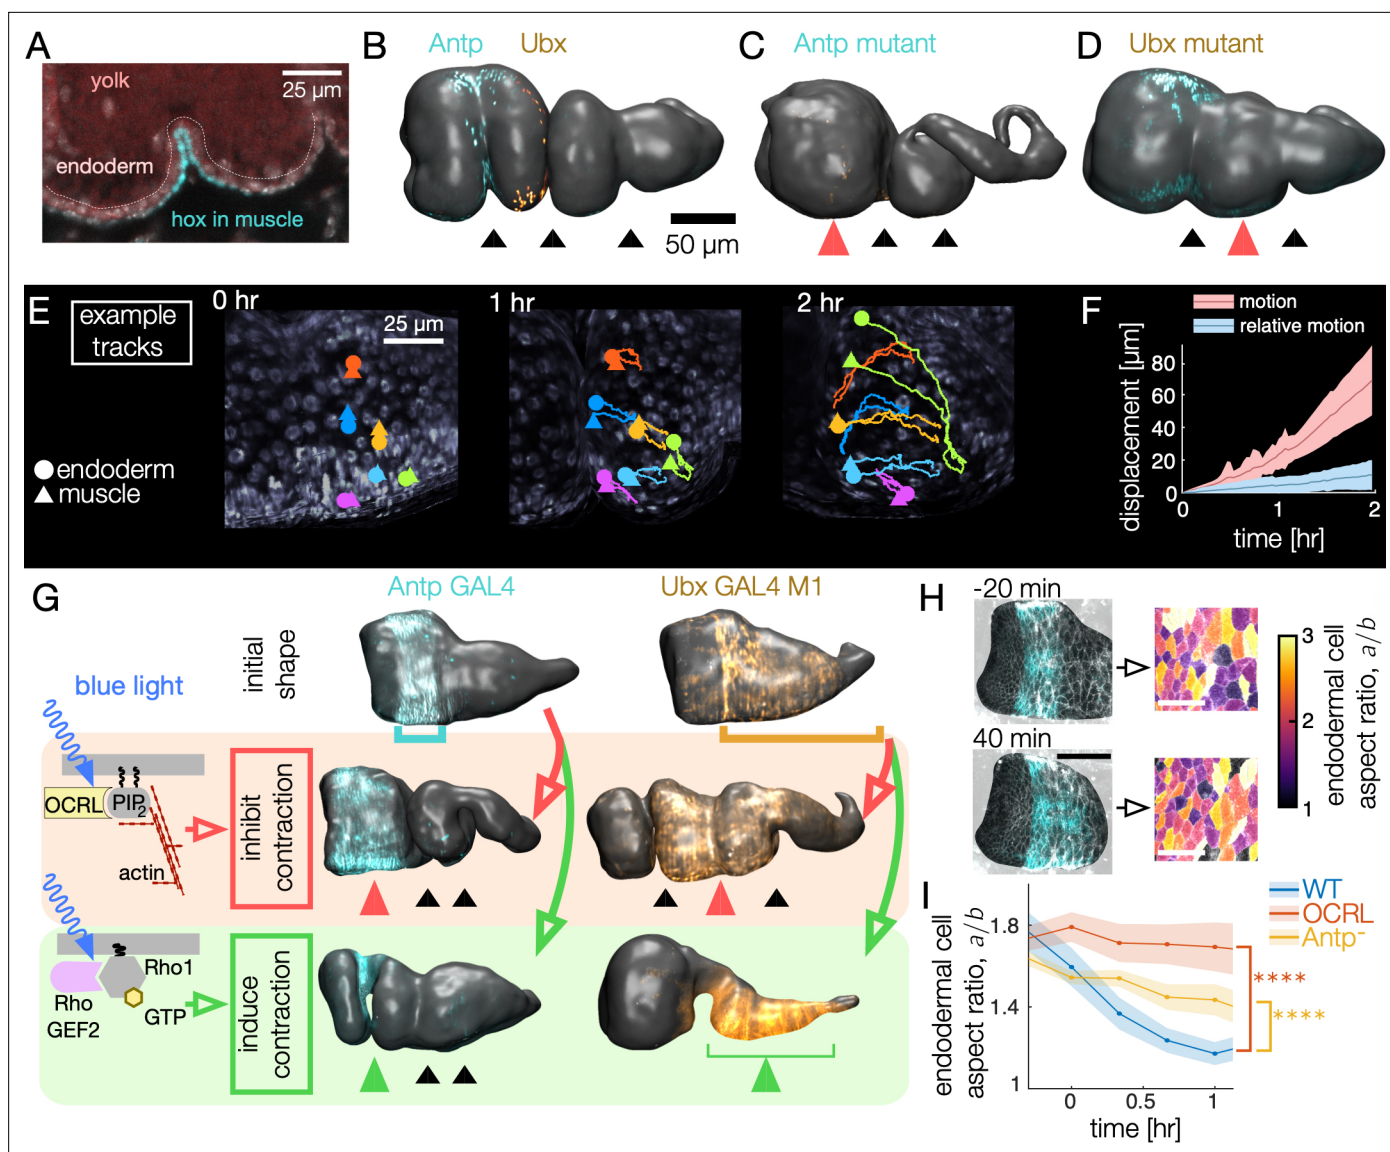 A
yolk
25 µm
endoderm
hox in muscle
B
Antp Ubx
50 µm
C
Antp mutant
D
Ubx mutant
E
example
tracks
0 hr
25 µm
1 hr
2 hr
endoderm
muscle
F
motion
relative motion
displacement [µm]
80
60
40
20
0
0 1 2
time [hr]
G
Antp GAL4
Ubx GAL4 M1
initial
shape
blue light
OCRL
PIP2
actin
inhibit
contraction
Rho1
Rho
GEF2
GTP
induce
contraction
H
-20 min
40 min
3
2
1
endodermal cell
aspect ratio, a/b
I
WT
OCRL
Antp-
endodermal cell
aspect ratio, a/b
1.8
1.4
1
0 0.5 1
time [hr]
****
****